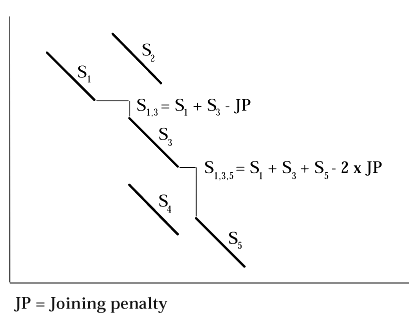 S₂
S₁
S₁,₃ = S₁ + S₃ - JP
S₃
S₁,₃,₅ = S₁ + S₃ + S₅ - 2 x JP
S₄
S₅
JP = Joining penalty